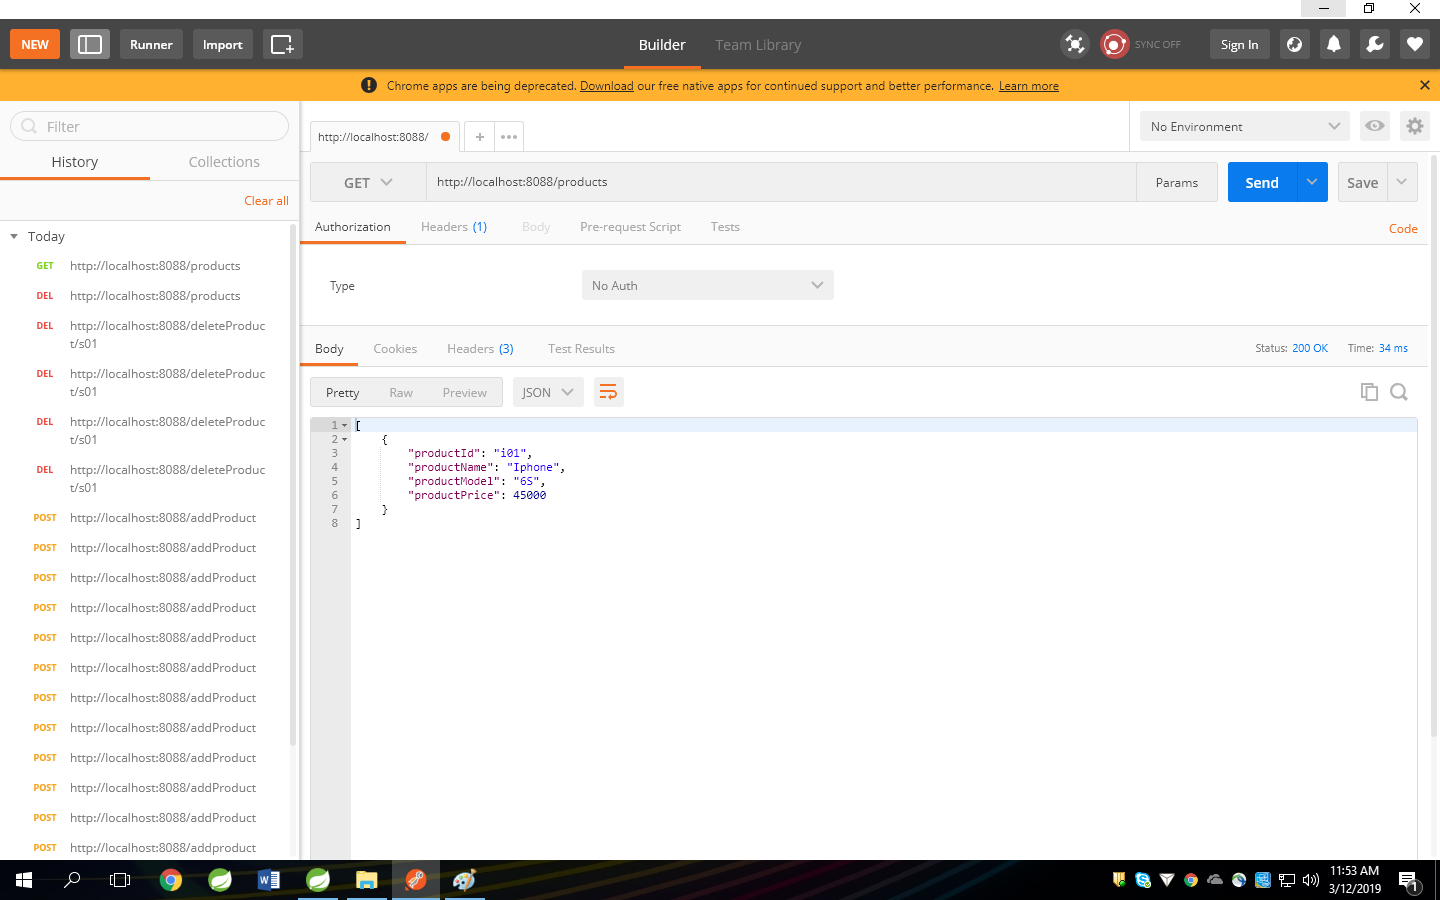 NEW
Runner
Import
Builder
Team Library
SYNC OFF
Sign In
Chrome apps are being deprecated. Download our free native apps for continued support and better performance. Learn more
Filter
History
Collections
Clear all
Today
GET http://localhost:8088/products
DEL http://localhost:8088/products
DEL http://localhost:8088/deleteProduc
t/s01
DEL http://localhost:8088/deleteProduc
t/s01
DEL http://localhost:8088/deleteProduc
t/s01
DEL http://localhost:8088/deleteProduc
t/s01
POST http://localhost:8088/addProduct
POST http://localhost:8088/addProduct
POST http://localhost:8088/addProduct
POST http://localhost:8088/addProduct
POST http://localhost:8088/addProduct
POST http://localhost:8088/addProduct
POST http://localhost:8088/addProduct
POST http://localhost:8088/addProduct
POST http://localhost:8088/addProduct
POST http://localhost:8088/addProduct
POST http://localhost:8088/addProduct
POST http://localhost:8088/addproduct
http://localhost:8088/
No Environment
GET
http://localhost:8088/products
Params
Send
Save
Authorization
Headers (1)
Body
Pre-request Script
Tests
Code
Type
No Auth
Body
Cookies
Headers (3)
Test Results
Status: 200 OK
Time: 34 ms
Pretty
Raw
Preview
JSON
1 [
2 {
3 "productId": "i01",
4 "productName": "Iphone",
5 "productModel": "6S",
6 "productPrice": 45000
7 }
8 ]
11:53 AM
3/12/2019
1